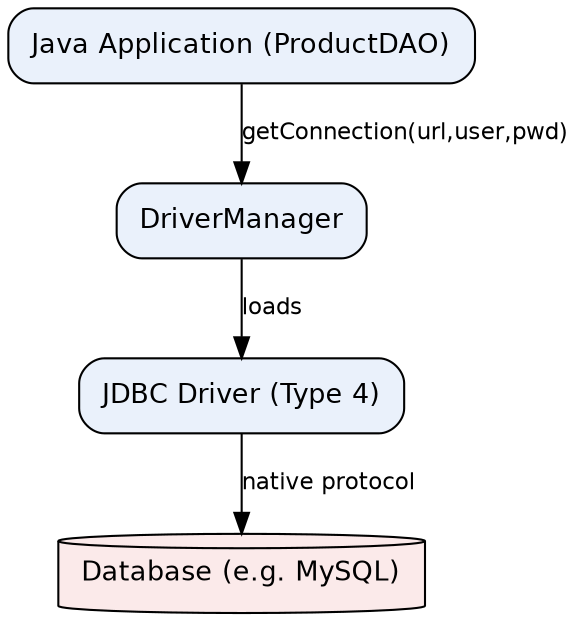 Java Application (ProductDAO)
getConnection(url,user,pwd)
DriverManager
loads
JDBC Driver (Type 4)
native protocol
Database (e.g. MySQL)